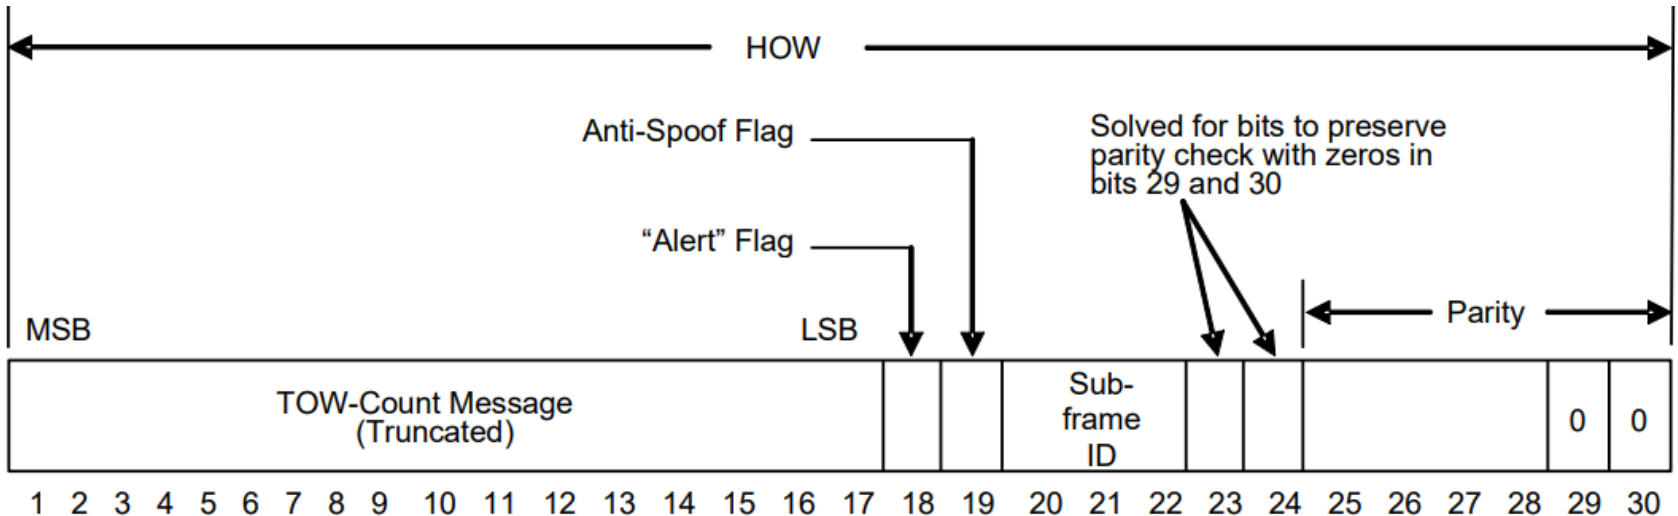 HOW
Anti-Spoof Flag
Solved for bits to preserve
parity check with zeros in
bits 29 and 30
“Alert” Flag
Parity
MSB
LSB
TOW-Count Message
(Truncated)
Sub-
frame
ID
0
0
1 2 3 4 5 6 7 8 9 10 11 12 13 14 15 16 17 18 19 20 21 22 23 24 25 26 27 28 29 30